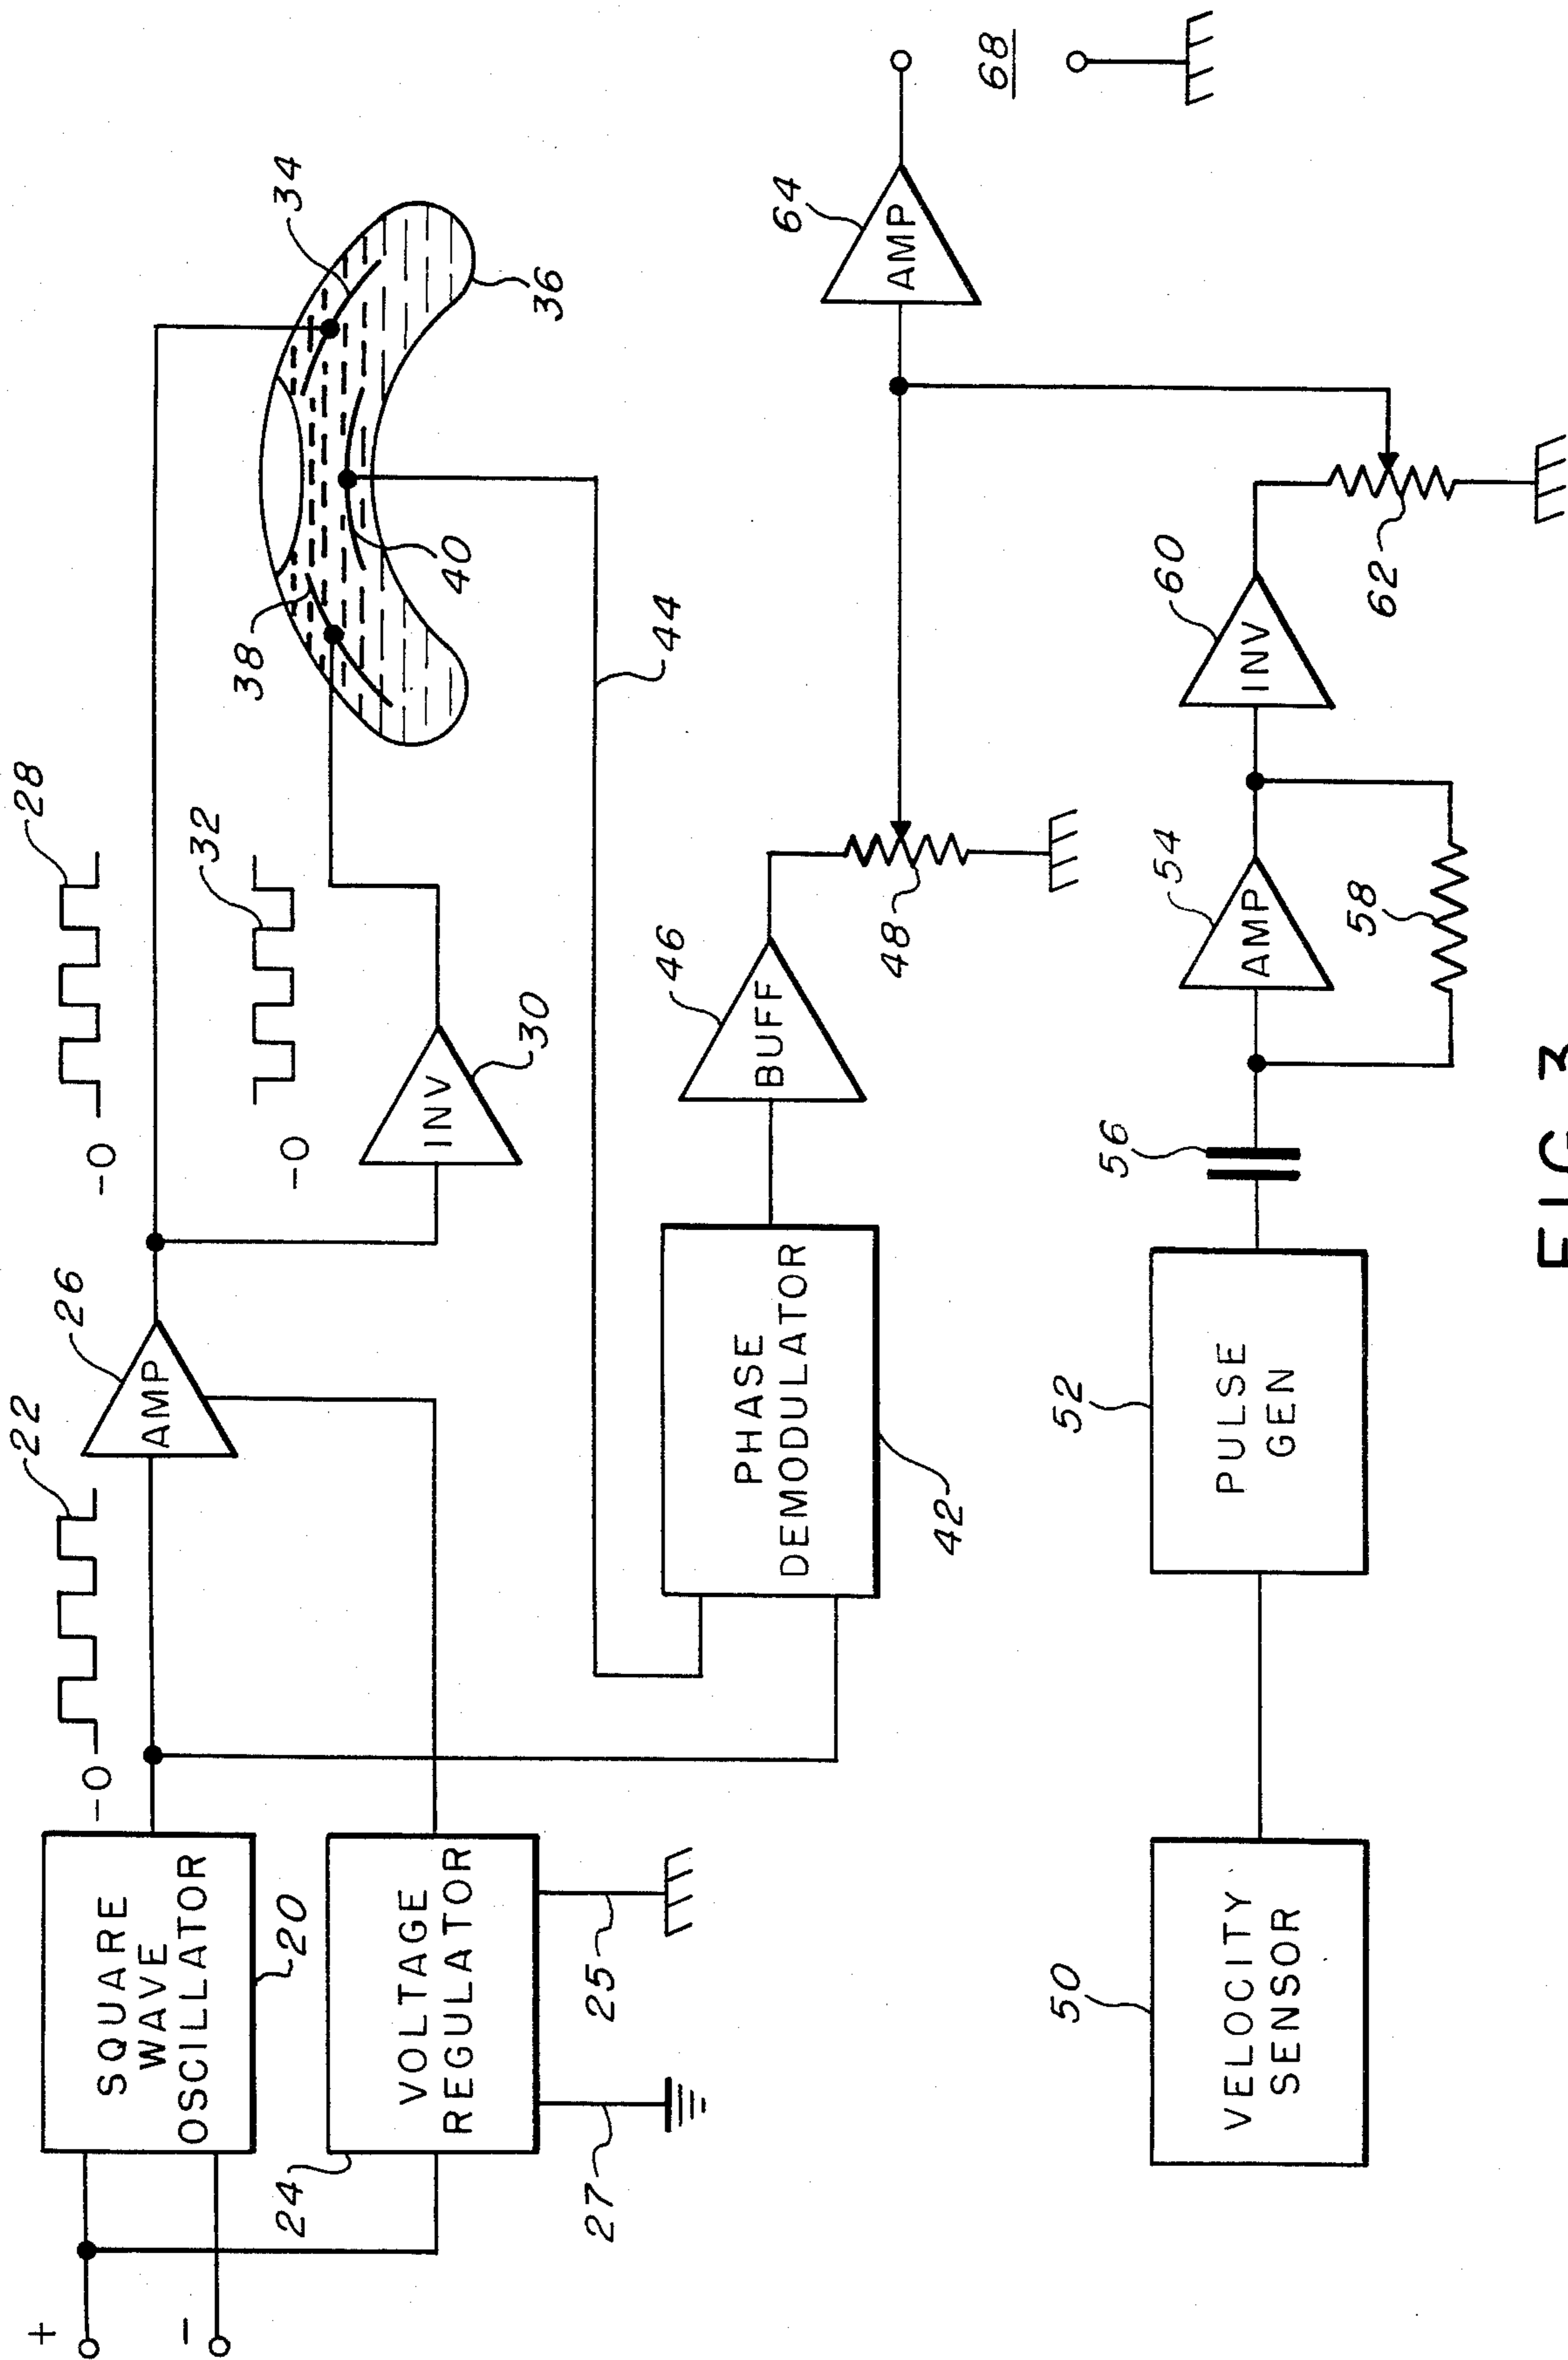 +
-
SQUARE
WAVE
OSCILLATOR
20
-0
22
AMP
26
-0
28
-0
32
INV
30
38
34
36
40
44
VOLTAGE
REGULATOR
24
27
25
PHASE
DEMODULATOR
42
BUFF
46
48
AMP
64
68
VELOCITY
SENSOR
50
PULSE
GEN
52
56
AMP
54
58
INV
60
62
FIG 3